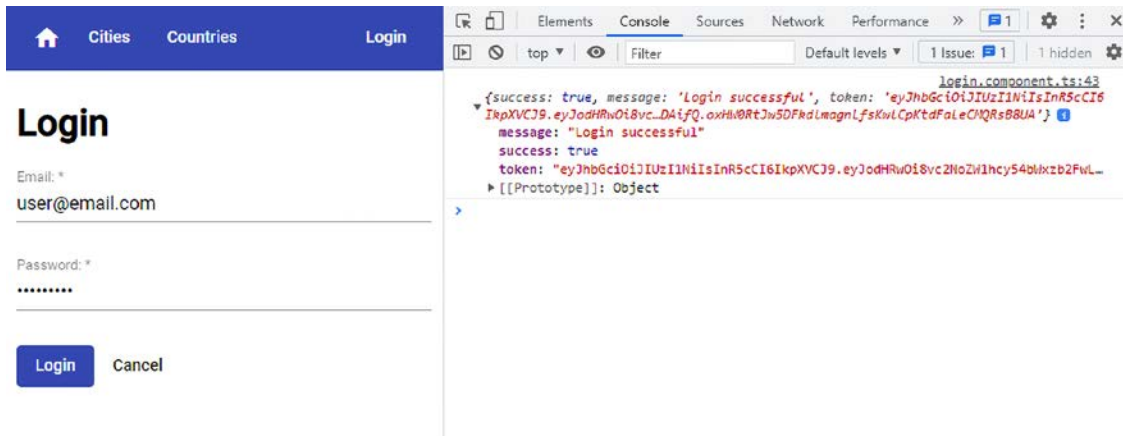 Cities Countries Login
Login
Email: *
user@email.com
Password: *
•••••••••
Login Cancel
Elements Console Sources Network Performance » 1
top ▼ Filter Default levels ▼ 1 Issue: 1 1 hidden
login.component.ts:43
{success: true, message: 'Login successful', token: 'eyJhbGciOiJIUzI1NiIsInR5cCI6
IkpXVCJ9.eyJodHRwOi8vc…DAifQ.oxHW0RtJw5DFkdlmagnlfsKwlCpKtdFaLeCMQRsB8UA'}
message: "Login successful"
success: true
token: "eyJhbGciOiJIUzI1NiIsInR5cCI6IkpXVCJ9.eyJodHRwOi8vc2NoZW1hcy54bWxzb2FwL…
[[Prototype]]: Object